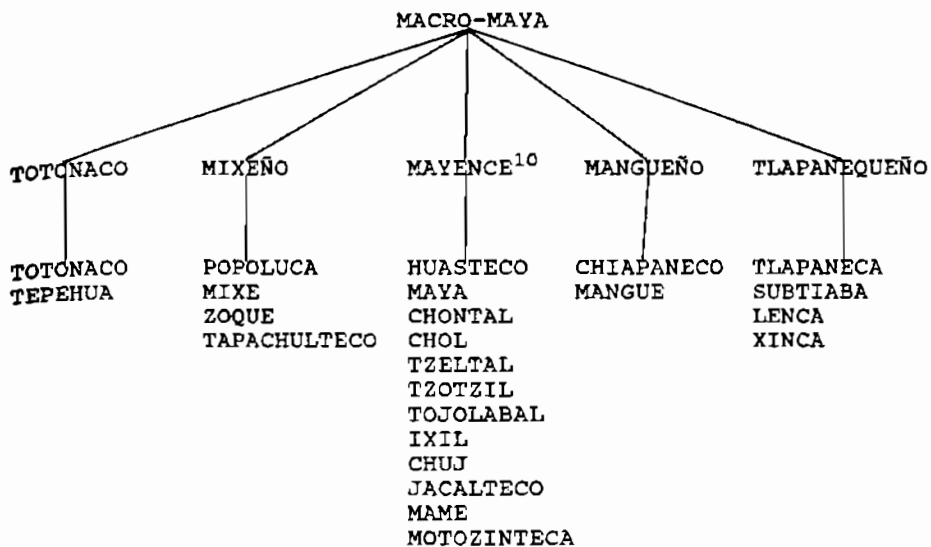 MACRO-MAYA
TOTONACO MIXEÑO MAYENCE¹⁰ MANGUEÑO TLAPANEQUEÑO
TOTONACO POPOLUCA HUASTECO CHIAPANECO TLAPANECA
TEPEHUA MIXE MAYA MANGUE SUBTIABA
ZOQUE CHONTAL LENCA
TAPACHULTECO CHOL XINCA
TZELTAL
TZOTZIL
TOJOLABAL
IXIL
CHUJ
JACALTECO
MAME
MOTOZINTECA